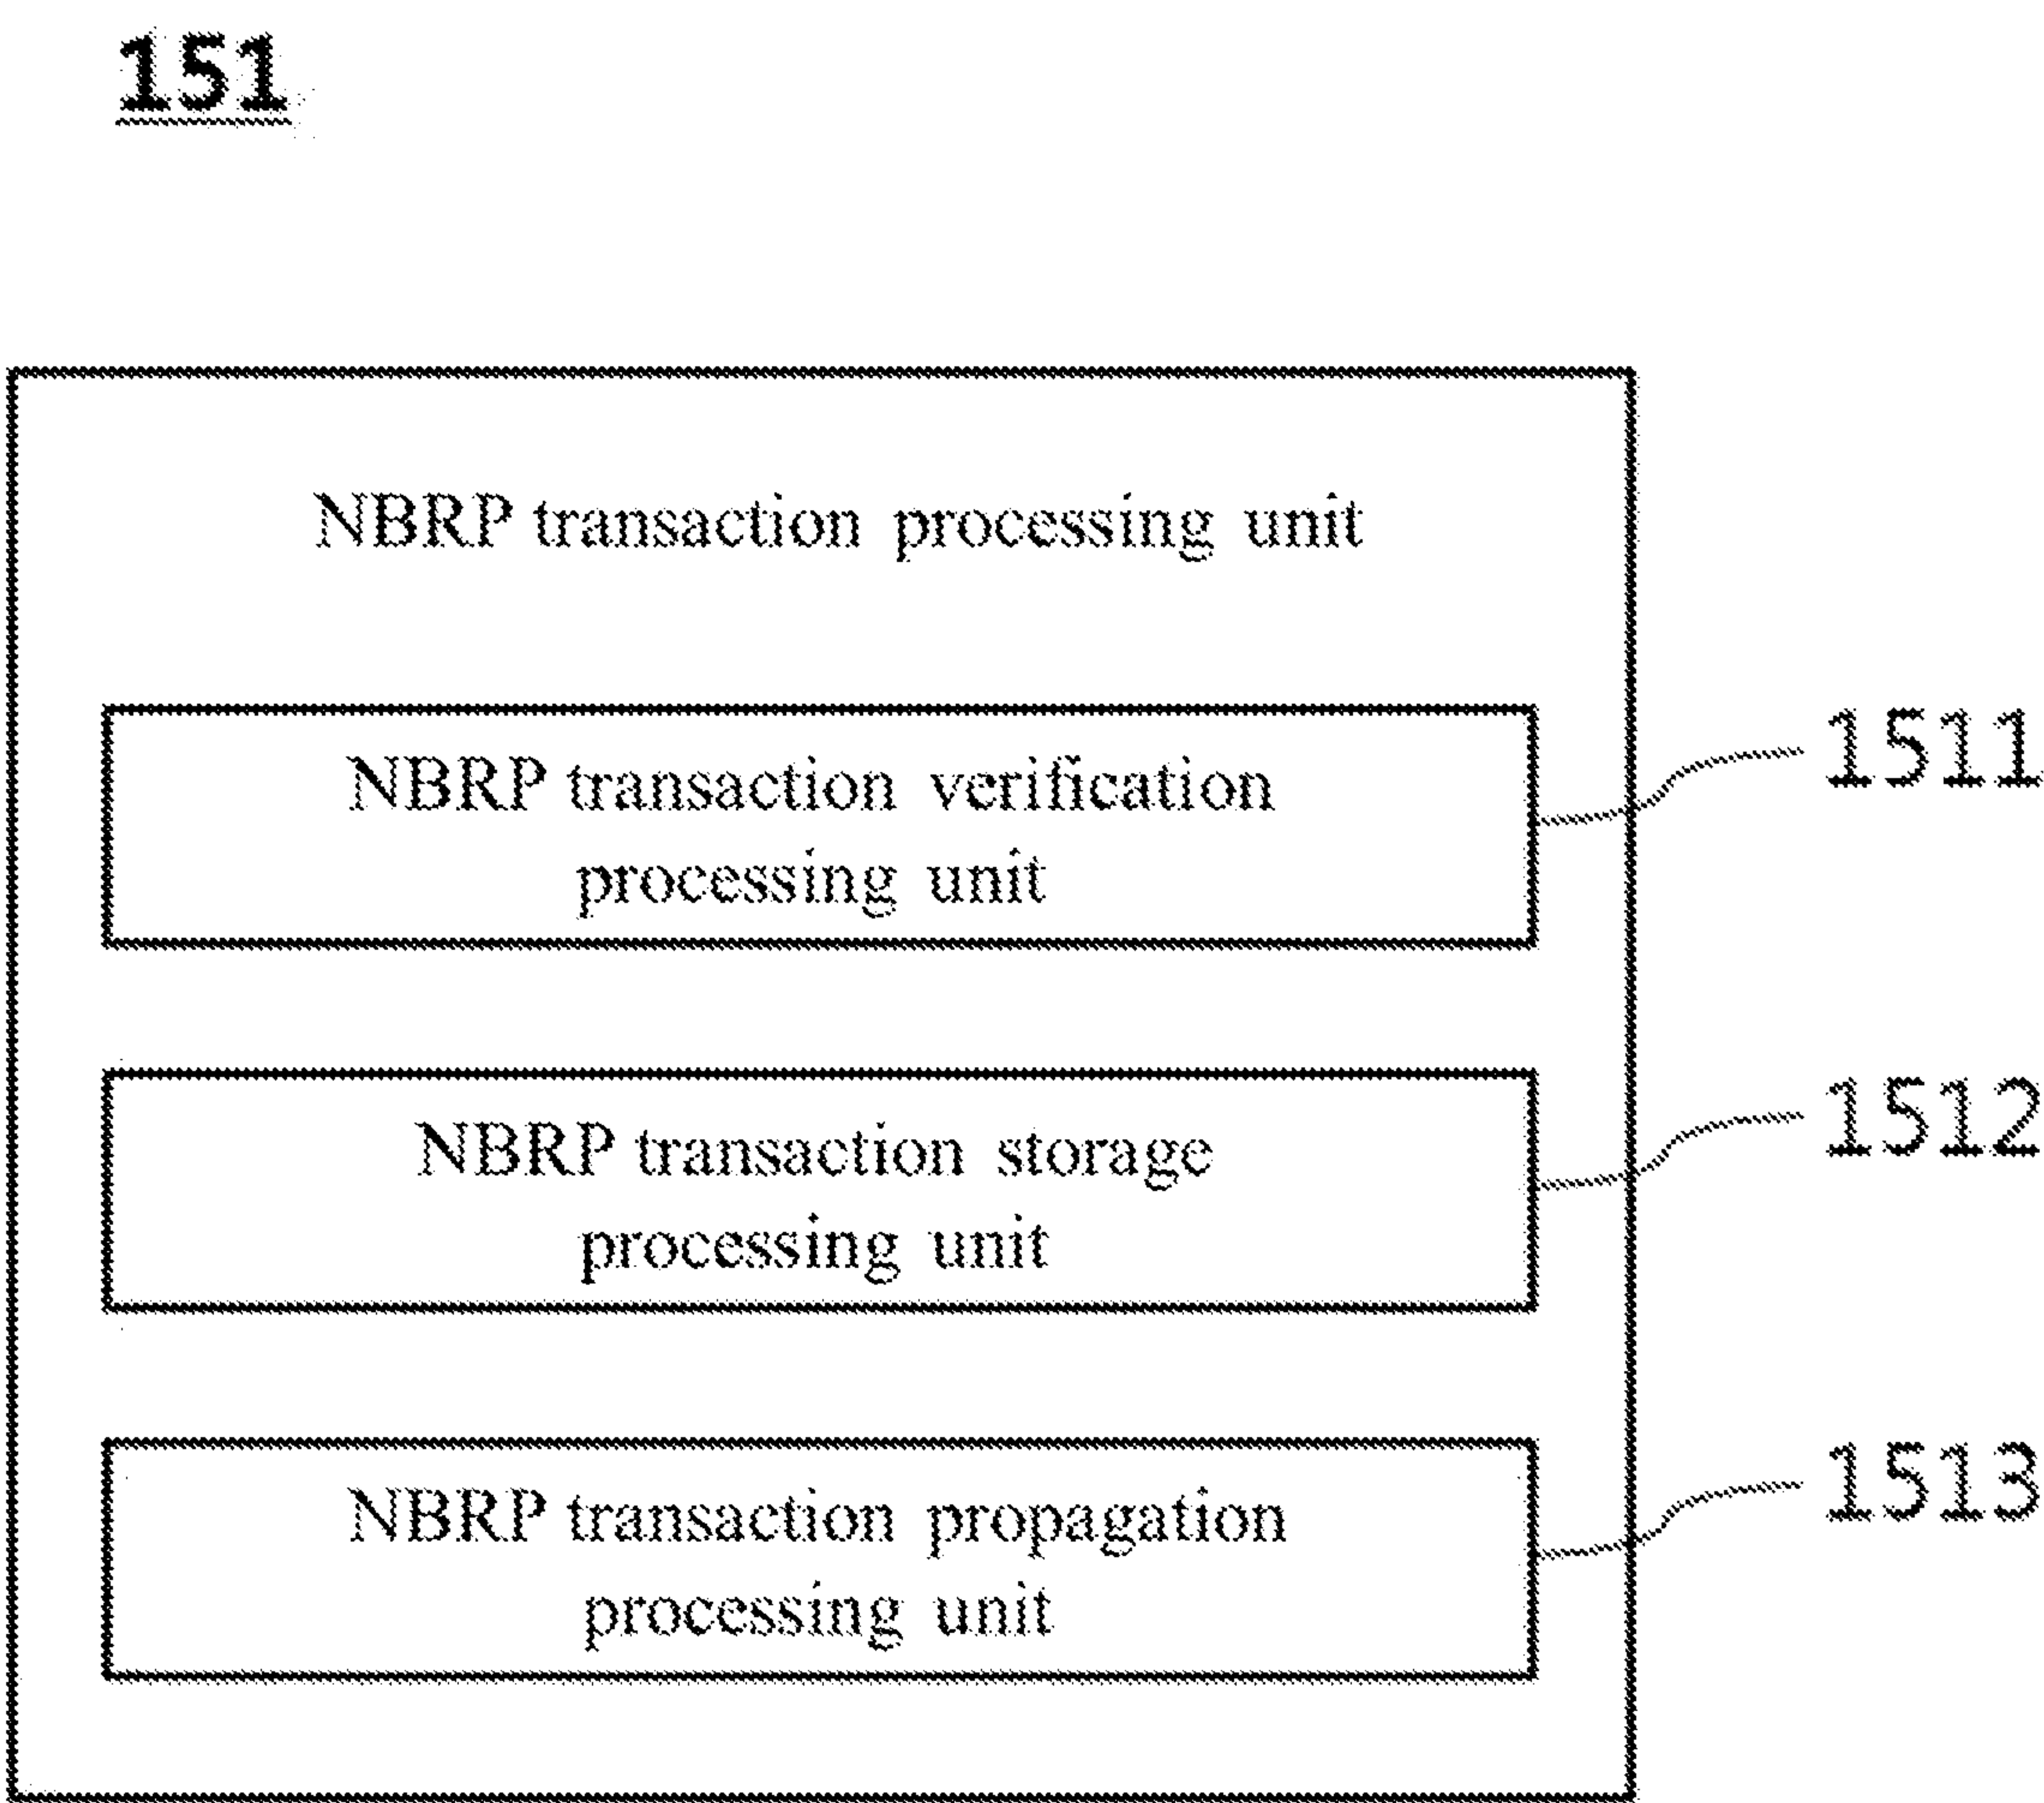 151
NBRP transaction processing unit
NBRP transaction verification
processing unit
1511
NBRP transaction storage
processing unit
1512
NBRP transaction propagation
processing unit
1513